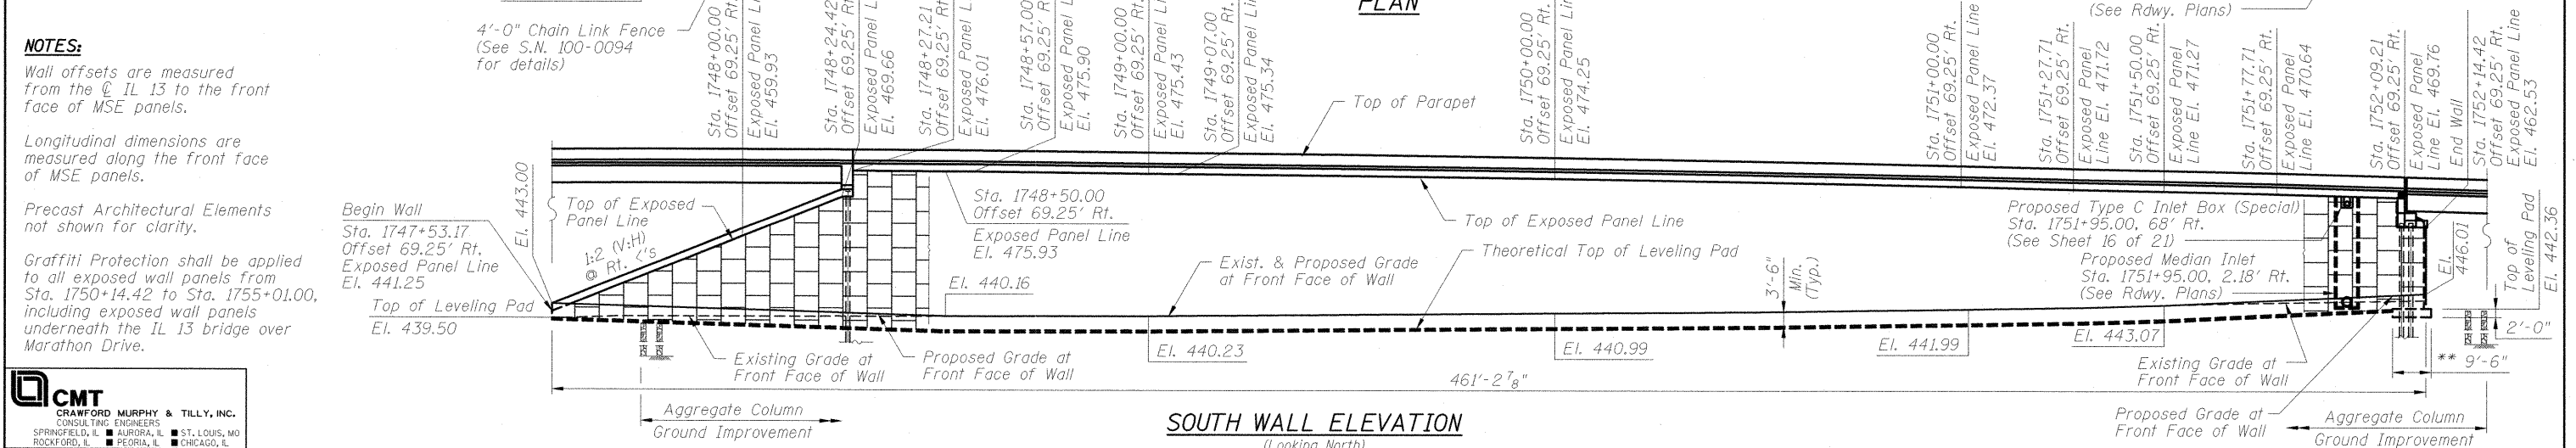 PLAN
(See Rdwy. Plans)
4'-0" Chain Link Fence
(See S.N. 100-0094
for details)
NOTES:
Wall offsets are measured
from the ℄ IL 13 to the front
face of MSE panels.
Longitudinal dimensions are
measured along the front face
of MSE panels.
Precast Architectural Elements
not shown for clarity.
Graffiti Protection shall be applied
to all exposed wall panels from
Sta. 1750+14.42 to Sta. 1755+01.00,
including exposed wall panels
underneath the IL 13 bridge over
Marathon Drive.
Sta. 1748+00.00
Offset 69.25' Rt.
Exposed Panel
El. 459.93
Sta. 1748+24.42
Offset 69.25' Rt.
Exposed Panel
El. 469.66
Sta. 1748+27.21
Offset 69.25' Rt.
Exposed Panel
El. 476.01
Sta. 1748+57.00
Offset 69.25'
Exposed Panel
El. 475.90
Sta. 1749+00.00
Offset 69.25' Rt.
Exposed Panel
El. 475.43
Sta. 1749+07.00
Offset 69.25' Rt.
Exposed Panel
El. 475.34
Sta. 1750+00.00
Offset 69.25' Rt.
Exposed Panel
El. 474.25
Sta. 1751+00.00
Offset 69.25' Rt.
Exposed Panel Line
El. 472.37
Sta. 1751+27.71
Offset 69.25' Rt.
Exposed Panel
Line El. 471.72
Sta. 1751+50.00
Offset 69.25' Rt.
Exposed Panel
Line El. 471.27
Sta. 1751+77.71
Offset 69.25' Rt.
Exposed Panel
Line El. 470.64
Sta. 1752+09.21
Offset 69.25' Rt.
Exposed Panel
Line El. 469.76
End Wall
Sta. 1752+14.42
Offset 69.25' Rt.
Exposed Panel Line
El. 462.53
Top of Parapet
El. 443.00
Top of Exposed
Panel Line
1:2 (V:H)
@ Rt. ∠'s
Begin Wall
Sta. 1747+53.17
Offset 69.25' Rt.
Exposed Panel Line
El. 441.25
Top of Leveling Pad
El. 439.50
Sta. 1748+50.00
Offset 69.25' Rt.
Exposed Panel Line
El. 475.93
El. 440.16
Exist. & Proposed Grade
at Front Face of Wall
Top of Exposed Panel Line
Theoretical Top of Leveling Pad
3'-6"
Min.
(Typ.)
Proposed Type C Inlet Box (Special)
Sta. 1751+95.00, 68' Rt.
(See Sheet 16 of 21)
Proposed Median Inlet
Sta. 1751+95.00, 2.18' Rt.
(See Rdwy. Plans)
El.
446.01
Top of
Leveling Pad
El. 442.36
2'-0"
Existing Grade at
Front Face of Wall
Proposed Grade at
Front Face of Wall
El. 440.23
El. 440.99
El. 441.99
El. 443.07
Existing Grade at
Front Face of Wall
** 9'-6"
461'-2 7/8"
Aggregate Column
Ground Improvement
Proposed Grade at
Front Face of Wall
Aggregate Column
Ground Improvement
SOUTH WALL ELEVATION
(Looking North)
CMT
CRAWFORD MURPHY & TILLY, INC.
CONSULTING ENGINEERS
SPRINGFIELD, IL ■ AURORA, IL ■ ST. LOUIS, MO
ROCKFORD, IL ■ PEORIA, IL ■ CHICAGO, IL